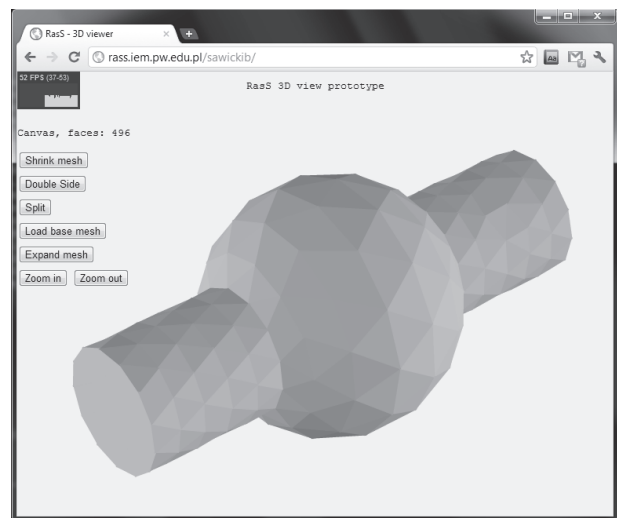 RasS - 3D viewer
rass.iem.pw.edu.pl/sawickib/
52 FPS (37-53)
RasS 3D view prototype
Canvas, faces: 496
Shrink mesh
Double Side
Split
Load base mesh
Expand mesh
Zoom in Zoom out